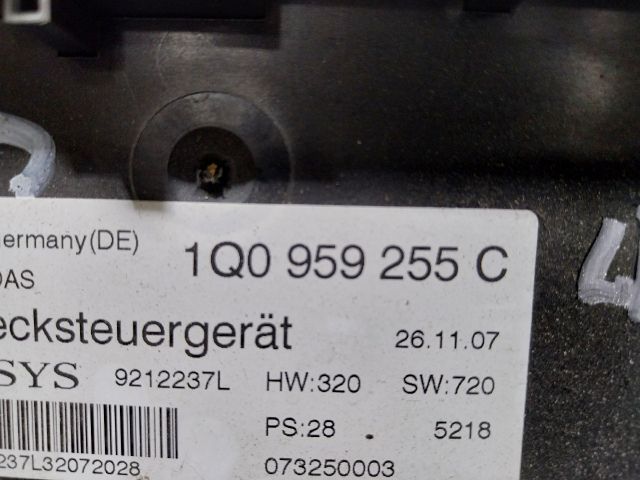 Germany(DE) 1Q0 959 255 C
DAS
ecksteuergerät 26.11.07
SYS 9212237L HW:320 SW:720
PS:28 5218
237L32072028 073250003